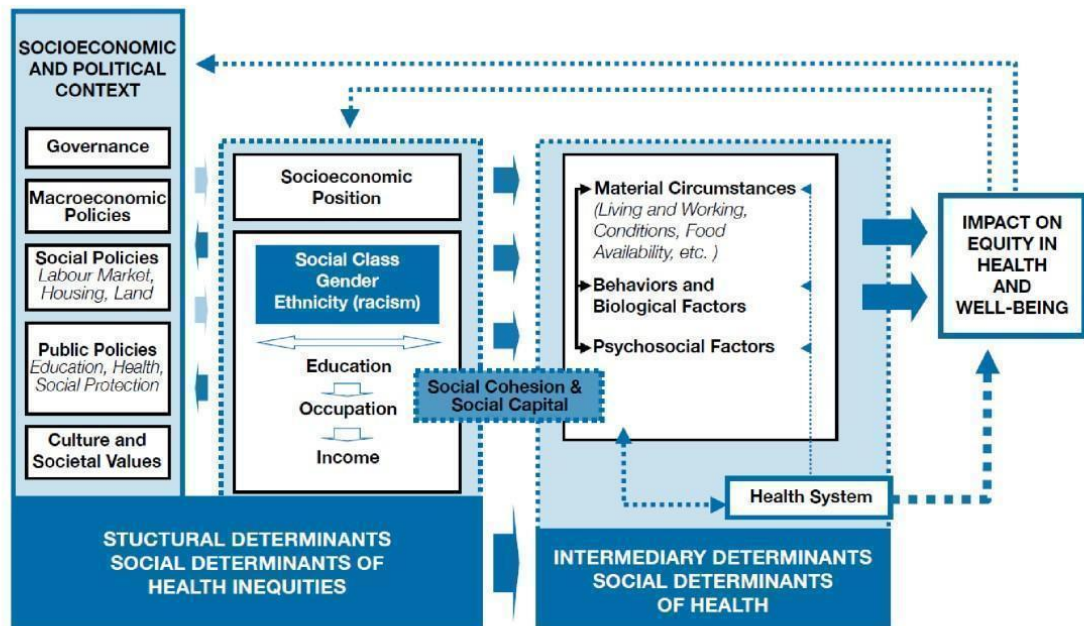 SOCIOECONOMIC
AND POLITICAL
CONTEXT
Governance
Macroeconomic
Policies
Social Policies
Labour Market,
Housing, Land
Public Policies
Education, Health,
Social Protection
Culture and
Societal Values
Socioeconomic
Position
Social Class
Gender
Ethnicity (racism)
Education
Occupation
Income
Social Cohesion &
Social Capital
Material Circumstances
(Living and Working,
Conditions, Food
Availability, etc. )
Behaviors and
Biological Factors
Psychosocial Factors
Health System
IMPACT ON
EQUITY IN
HEALTH
AND
WELL-BEING
STUCTURAL DETERMINANTS
SOCIAL DETERMINANTS OF
HEALTH INEQUITIES
INTERMEDIARY DETERMINANTS
SOCIAL DETERMINANTS
OF HEALTH